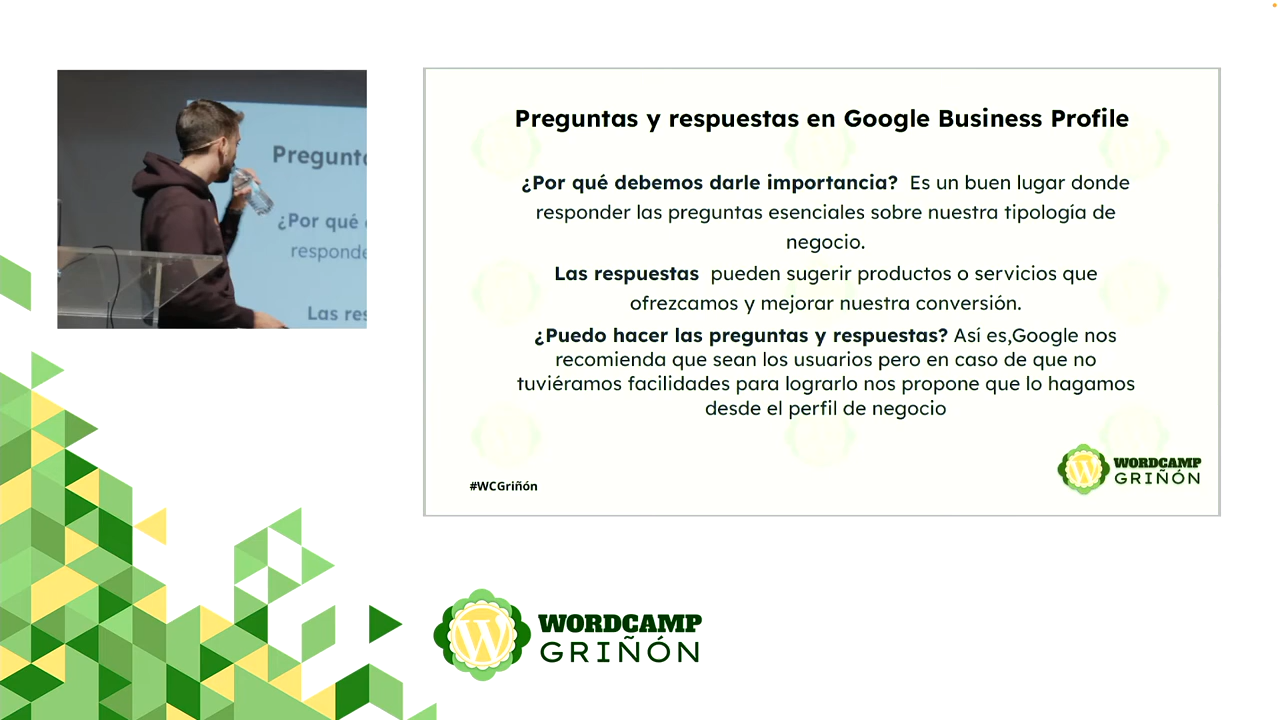 Pregunt
¿Por qué
responde
Las res
Preguntas y respuestas en Google Business Profile
¿Por qué debemos darle importancia? Es un buen lugar donde
responder las preguntas esenciales sobre nuestra tipología de
negocio.
Las respuestas pueden sugerir productos o servicios que
ofrezcamos y mejorar nuestra conversión.
¿Puedo hacer las preguntas y respuestas? Así es,Google nos
recomienda que sean los usuarios pero en caso de que no
tuviéramos facilidades para lograrlo nos propone que lo hagamos
desde el perfil de negocio
#WCGriñón
WORDCAMP
GRIÑÓN
WORDCAMP
GRIÑÓN